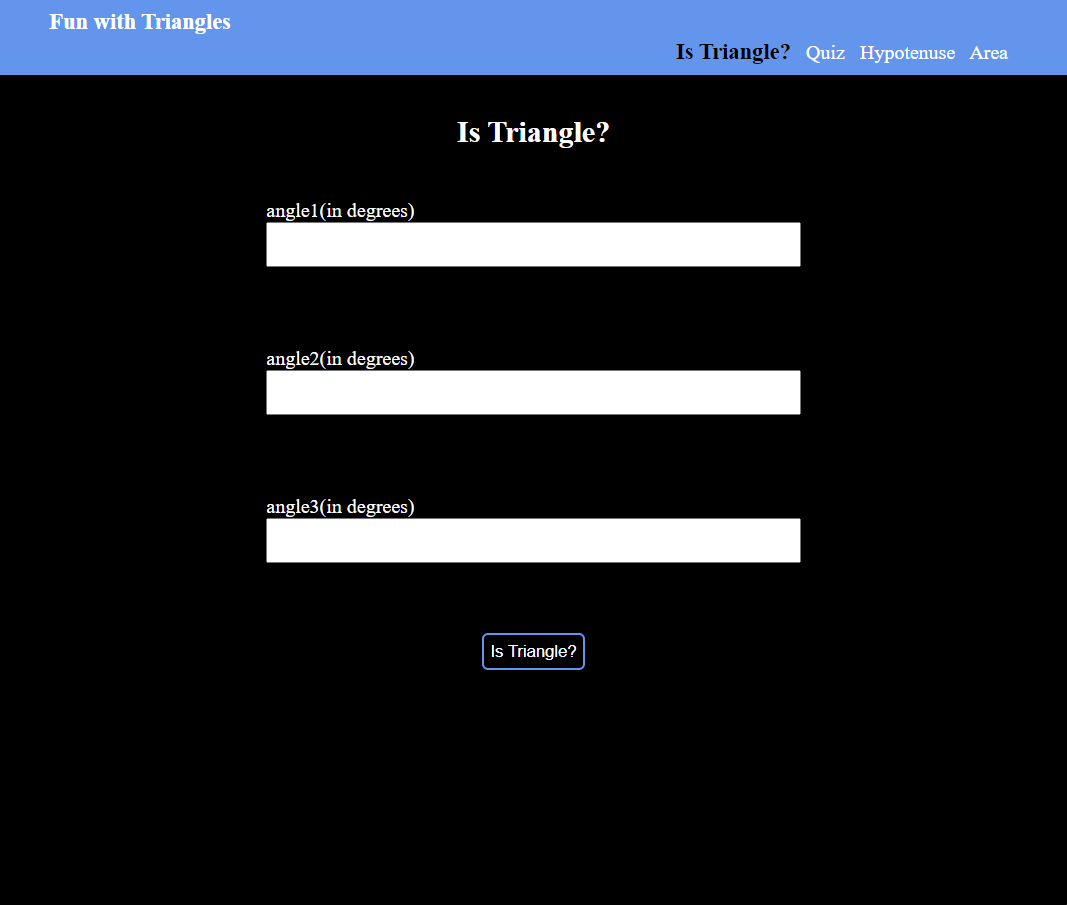 Fun with Triangles
Is Triangle? Quiz Hypotenuse Area
Is Triangle?
angle1(in degrees)
angle2(in degrees)
angle3(in degrees)
Is Triangle?